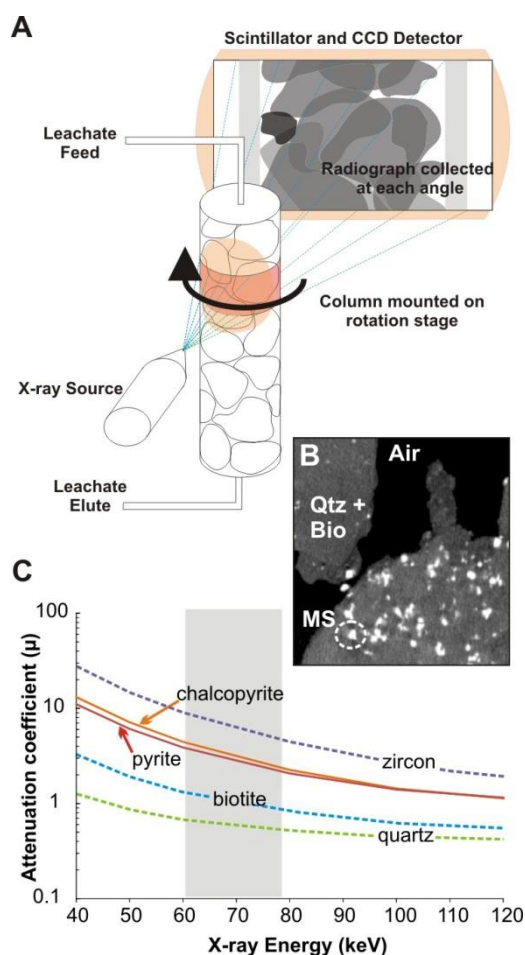 A
Scintillator and CCD Detector
Leachate
Feed
Radiograph collected
at each angle
Column mounted on
rotation stage
X-ray Source
Leachate
Elute
B
Air
Qtz +
Bio
MS
C
Attenuation coefficient (μ)
100
10
1
0.1
chalcopyrite
pyrite
zircon
biotite
quartz
40 50 60 70 80 90 100 110 120
X-ray Energy (keV)